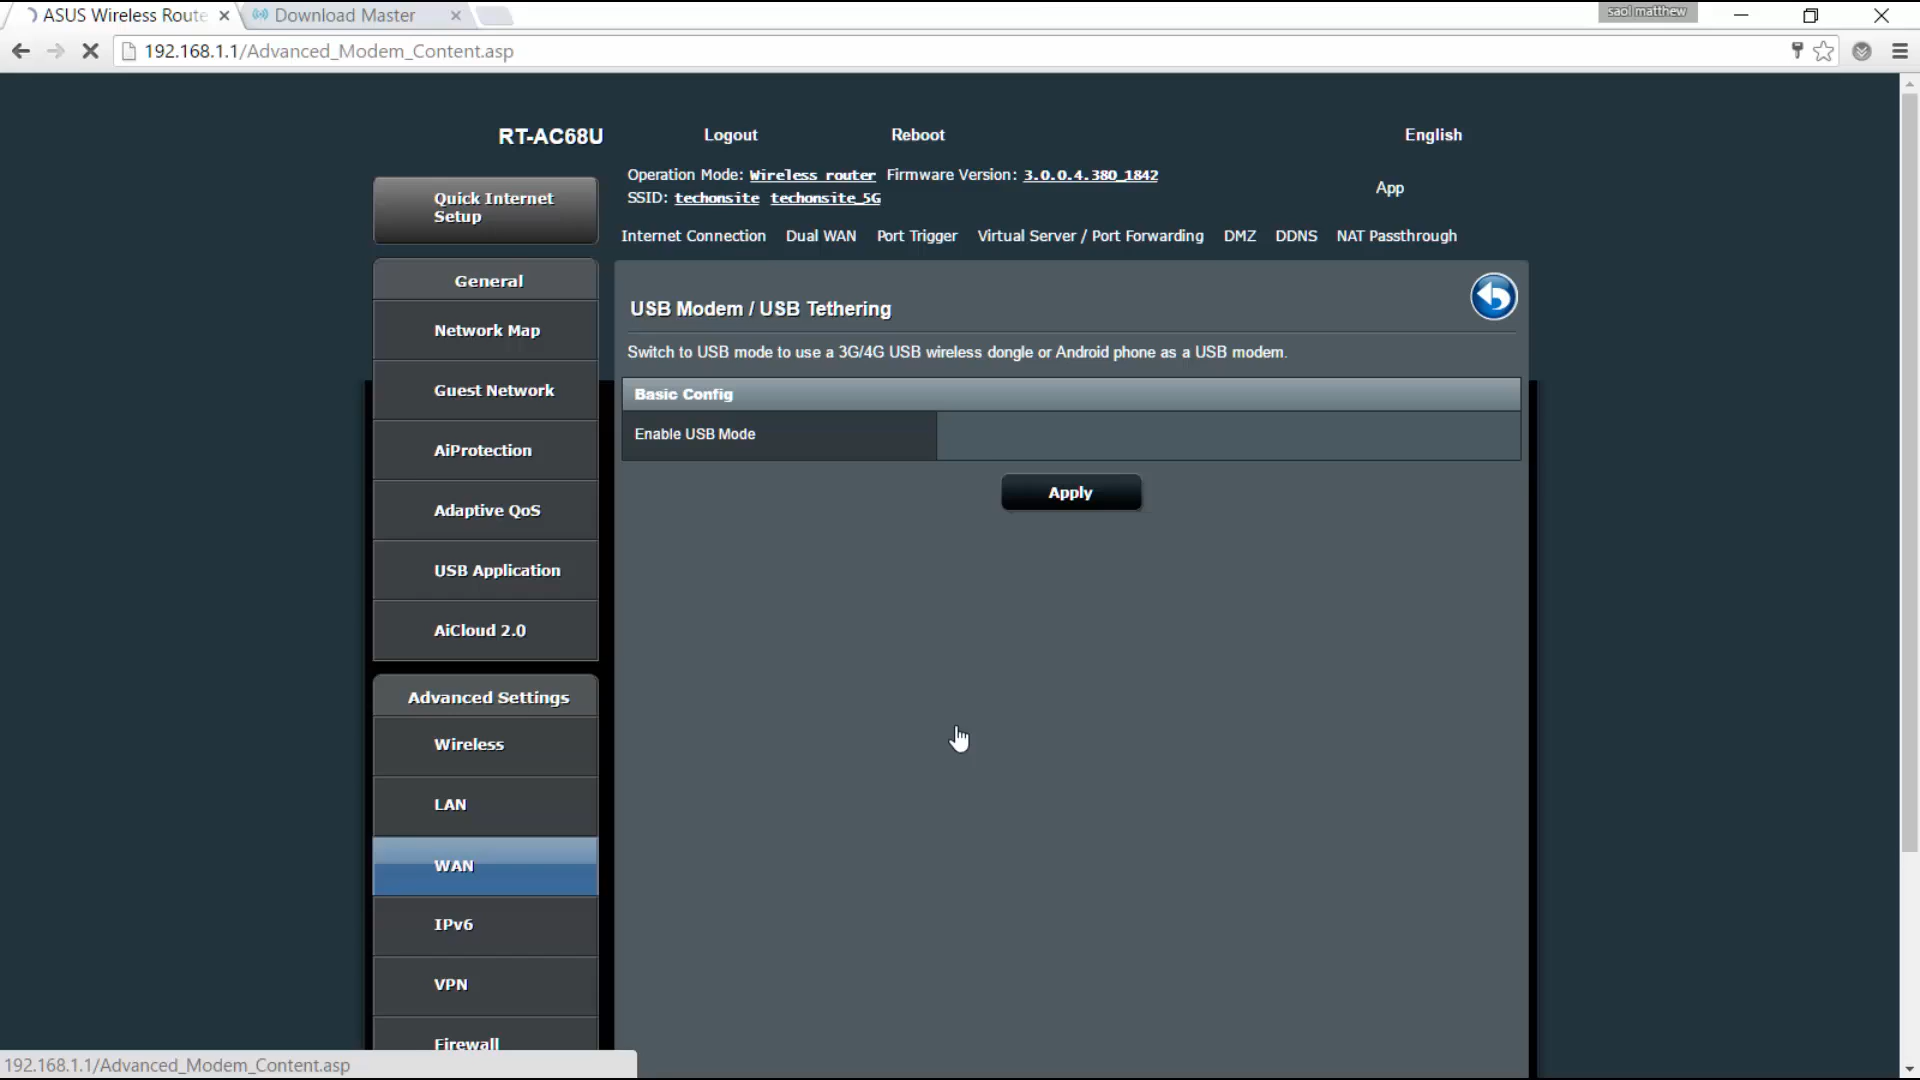 ASUS Wireless Route
Download Master
saol matthew
192.168.1.1/Advanced_Modem_Content.asp
RT-AC68U
Logout
Reboot
English
Operation Mode: Wireless router Firmware Version: 3.0.0.4.380_1842
SSID: techonsite techonsite_5G
App
Quick Internet
Setup
Internet Connection Dual WAN Port Trigger Virtual Server / Port Forwarding DMZ DDNS NAT Passthrough
General
Network Map
Guest Network
AiProtection
Adaptive QoS
USB Application
AiCloud 2.0
Advanced Settings
Wireless
LAN
WAN
IPv6
VPN
Firewall
USB Modem / USB Tethering
Switch to USB mode to use a 3G/4G USB wireless dongle or Android phone as a USB modem.
Basic Config
Enable USB Mode
Apply
192.168.1.1/Advanced_Modem_Content.asp